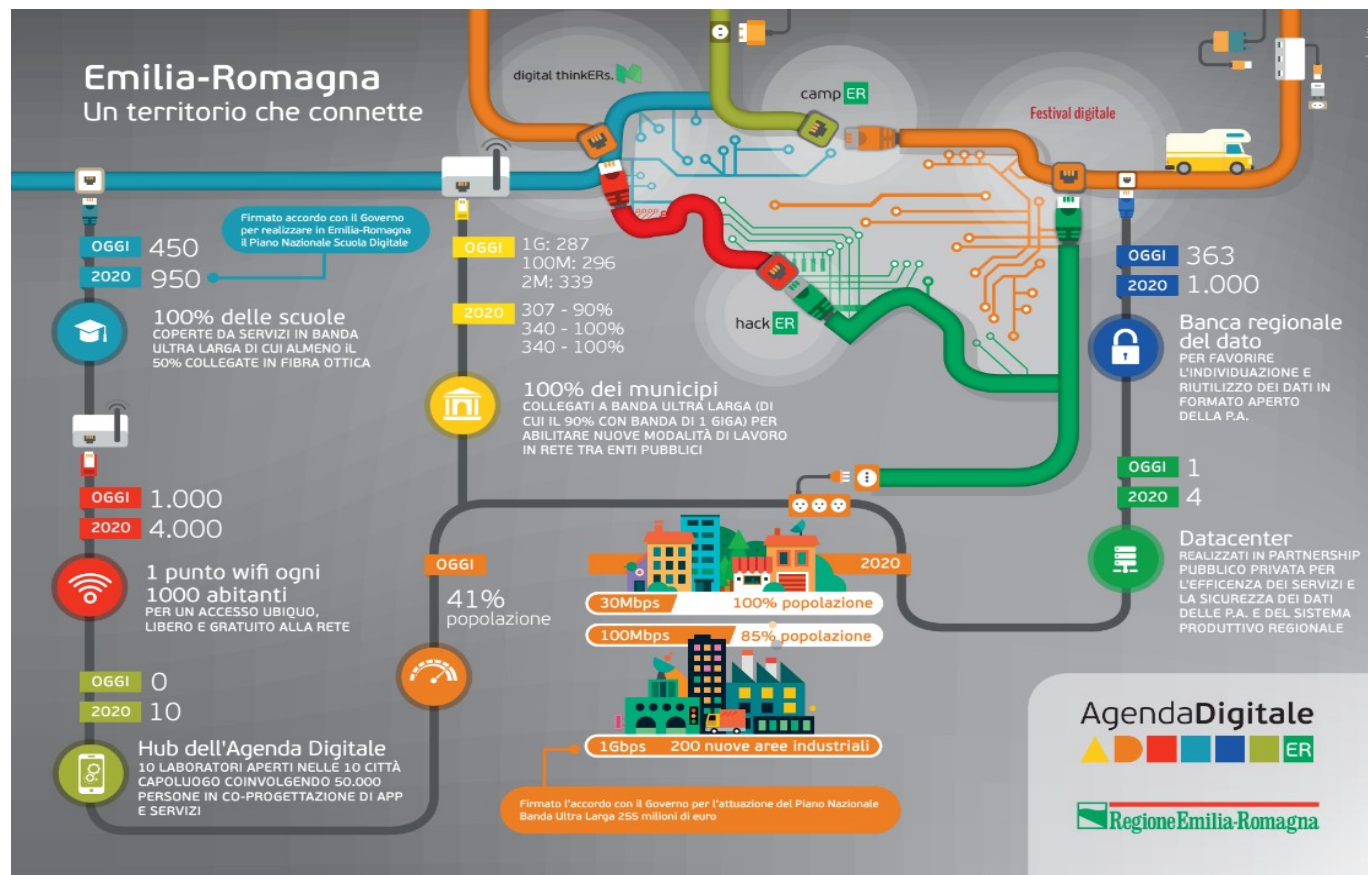 Emilia-Romagna
Un territorio che connette
digital thinkERs.
camp ER
Festival digitale
hack ER
OGGI 450
2020 950
Firmato accordo con il Governo
per realizzare in Emilia-Romagna
il Piano Nazionale Scuola Digitale
100% delle scuole
COPERTE DA SERVIZI IN BANDA
ULTRA LARGA DI CUI ALMENO iL
50% COLLEGATE IN FIBRA OTTICA
OGGI 1.000
2020 4.000
1 punto wifi ogni
1000 abitanti
PER UN ACCESSO UBIQUO,
LIBERO E GRATUITO ALLA RETE
OGGI 0
2020 10
Hub dell'Agenda Digitale
10 LABORATORI APERTI NELLE 10 CITTÀ
CAPOLUOGO COINVOLGENDO 50.000
PERSONE IN CO-PROGETTAZIONE DI APP
E SERVIZI
OGGI 1G: 287
100M: 296
2M: 339
2020 307 - 90%
340 - 100%
340 - 100%
100% dei municipi
COLLEGATI A BANDA ULTRA LARGA (DI
CUI IL 90% CON BANDA DI 1 GIGA) PER
ABILITARE NUOVE MODALITÀ DI LAVORO
IN RETE TRA ENTI PUBBLICI
OGGI
41%
popolazione
2020
30Mbps 100% popolazione
100Mbps 85% popolazione
1Gbps 200 nuove aree industriali
Firmato l'accordo con il Governo per l'attuazione del Piano Nazionale
Banda Ultra Larga 255 milioni di euro
OGGI 363
2020 1.000
Banca regionale
del dato
PER FAVORIRE
L'INDIVIDUAZIONE E
RIUTILIZZO DEI DATI IN
FORMATO APERTO
DELLA P.A.
OGGI 1
2020 4
Datacenter
REALIZZATI IN PARTNERSHIP
PUBBLICO PRIVATA PER
L'EFFICENZA DEI SERVIZI E
LA SICUREZZA DEI DATI
DELLE P.A. E DEL SISTEMA
PRODUTTIVO REGIONALE
AgendaDigitale
ER
RegioneEmilia-Romagna